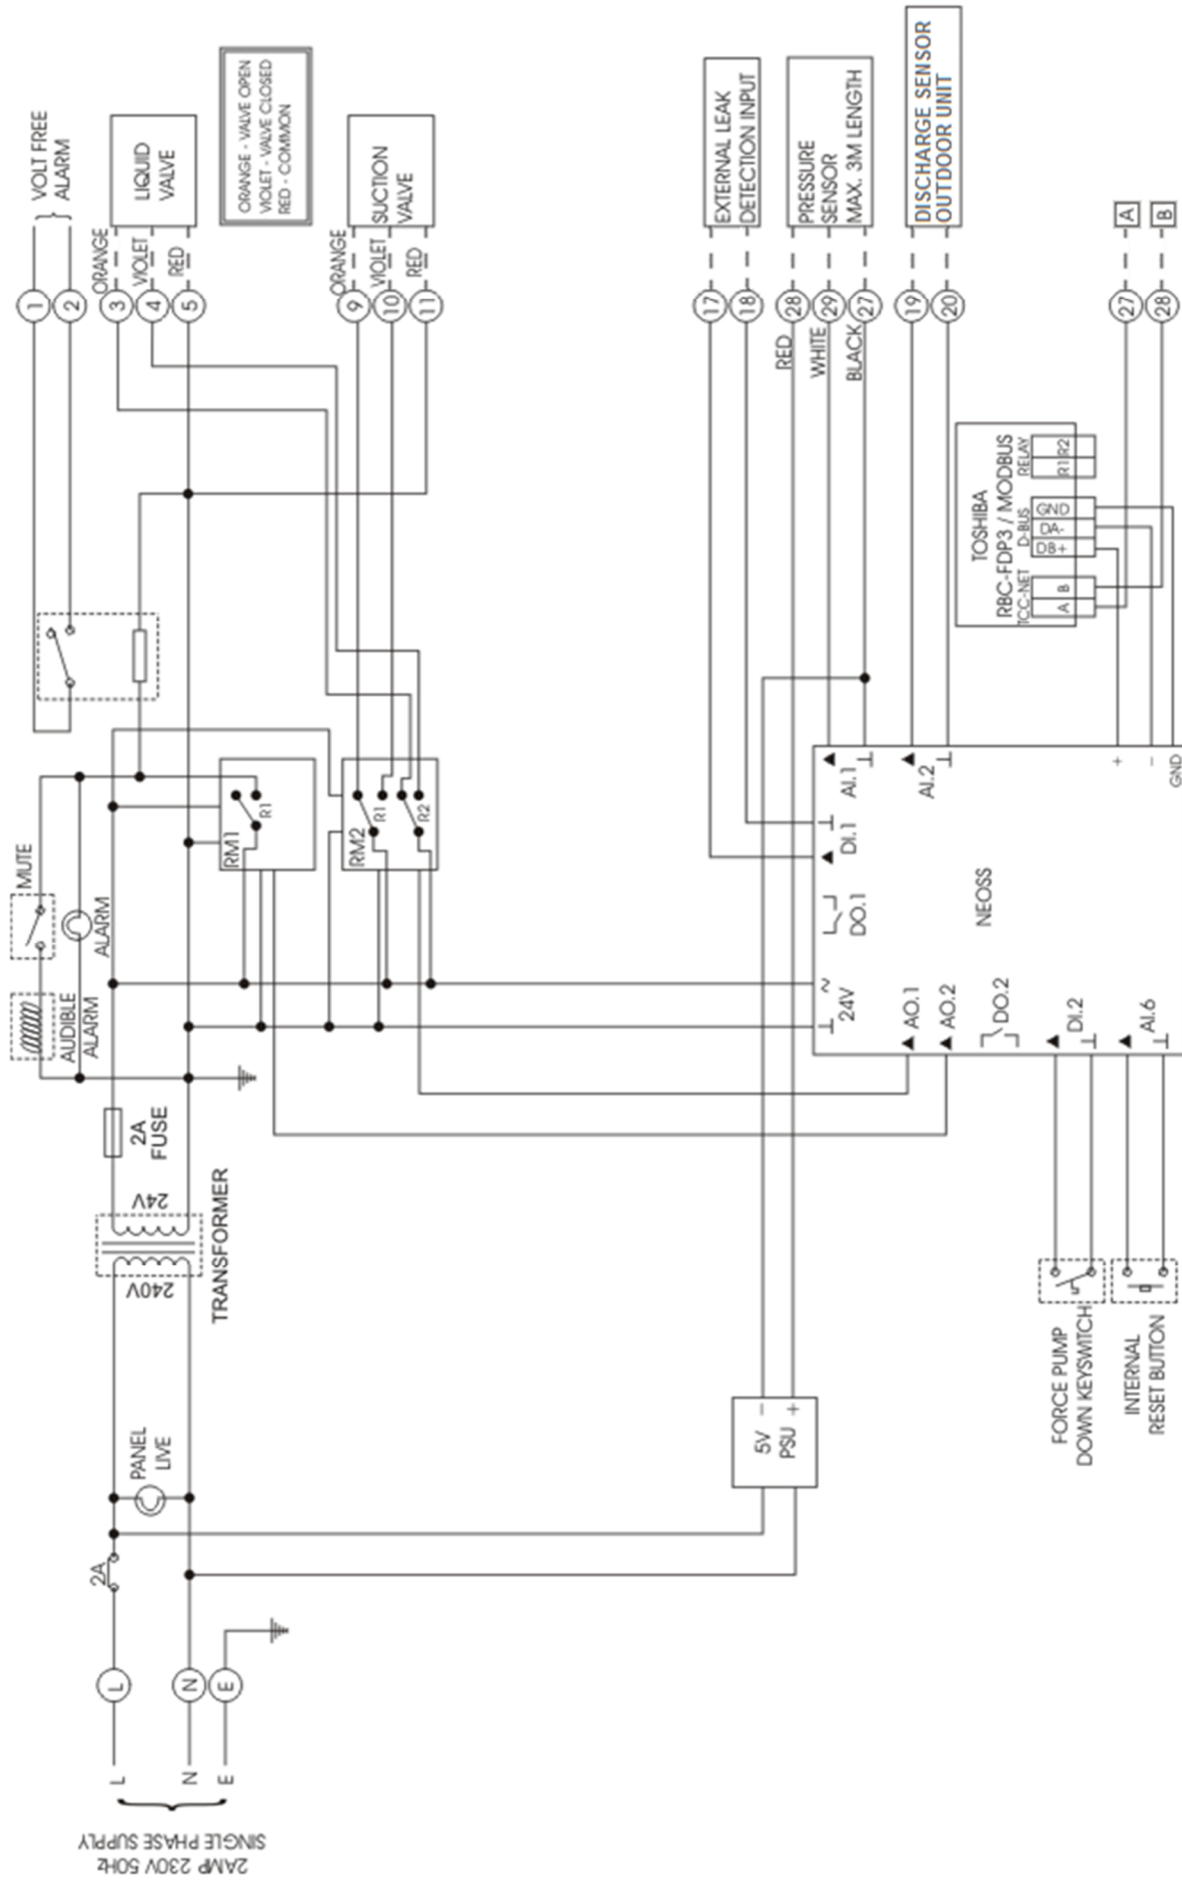 2AMP 230V 50Hz
SINGLE PHASE SUPPLY
L
N
E
L
N
E
2A
PANEL
LIVE
240V
24V
TRANSFORMER
2A
FUSE
AUDIBLE
ALARM
MUTE
ALARM
RM1
R1
RM2
R1
R2
1
2
VOLT FREE
ALARM
3
4
5
ORANGE
VIOLET
RED
LIQUID
VALVE
ORANGE - VALVE OPEN
VIOLET - VALVE CLOSED
RED - COMMON
9
10
11
ORANGE
VIOLET
RED
SUCTION
VALVE
5V
PSU
−
+
17
18
EXTERNAL LEAK
DETECTION INPUT
RED
WHITE
BLACK
28
29
27
PRESSURE
SENSOR
MAX. 3M LENGTH
19
20
DISCHARGE SENSOR
OUTDOOR UNIT
TOSHIBA
RBC-FDP3 / MODBUS
TCC-NET
D-BUS
RELAY
A
B
DB+
DA-
GND
R1
R2
27
28
A
B
24V
~
DO.1
DI.1
AI.1
AI.2
+
−
GND
NEOSS
AO.1
AO.2
DO.2
DI.2
AI.6
FORCE PUMP
DOWN KEYSWITCH
INTERNAL
RESET BUTTON